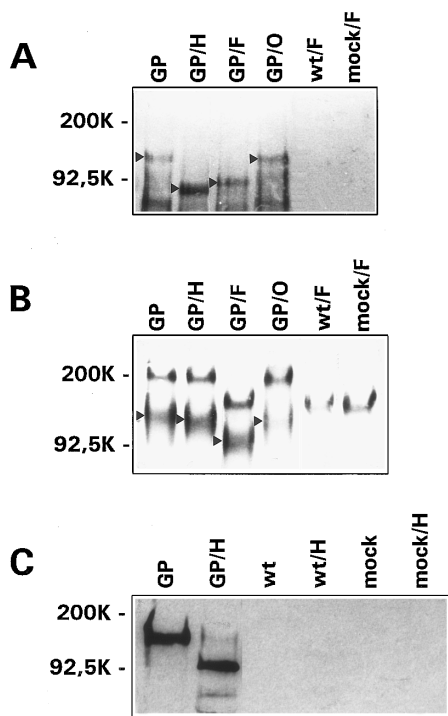 A
GP GP/H GP/F GP/O wt/F mock/F
200K -
92,5K -
B
GP GP/H GP/F GP/O wt/F mock/F
200K -
92,5K -
C
GP GP/H wt wt/H mock mock/H
200K -
92,5K -